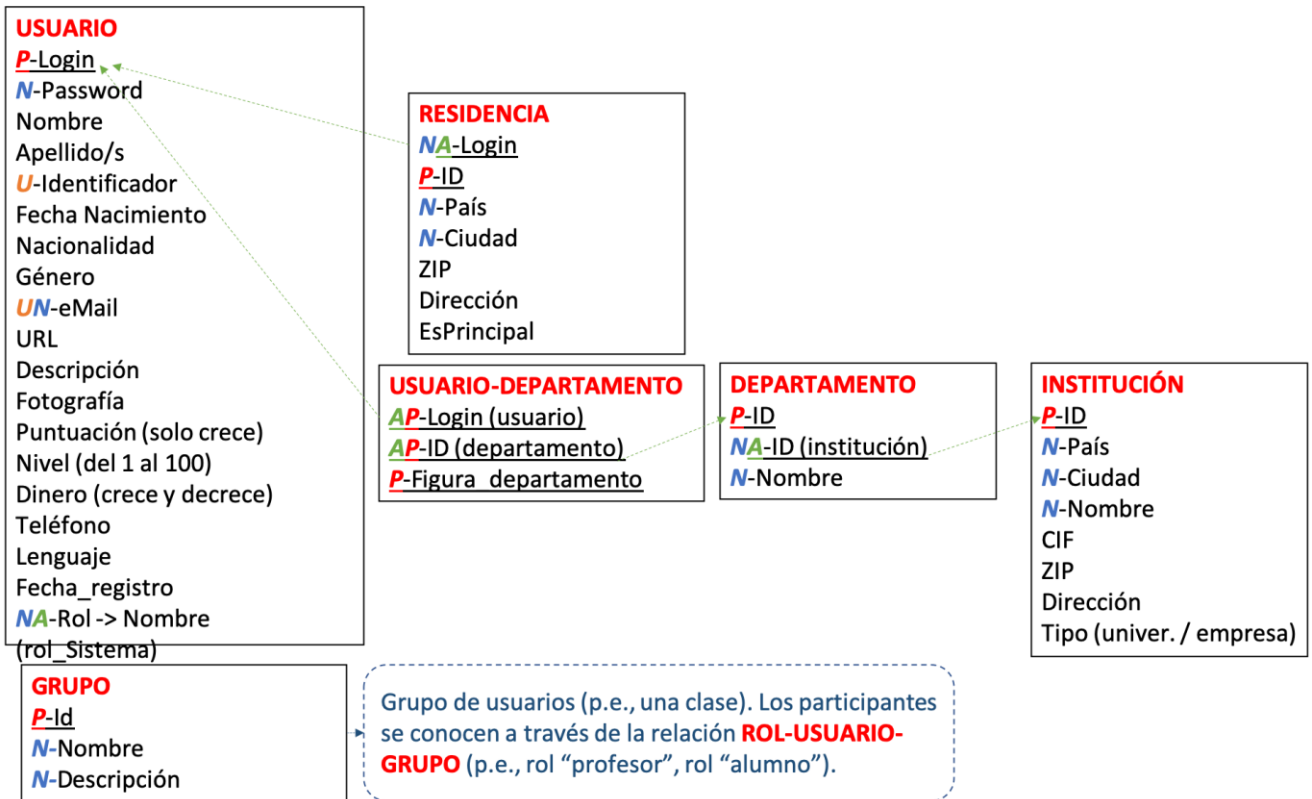 USUARIO
P-Login
N-Password
Nombre
Apellido/s
U-Identificador
Fecha Nacimiento
Nacionalidad
Género
UN-eMail
URL
Descripción
Fotografía
Puntuación (solo crece)
Nivel (del 1 al 100)
Dinero (crece y decrece)
Teléfono
Lenguaje
Fecha_registro
NA-Rol -> Nombre
(rol_Sistema)
RESIDENCIA
NA-Login
P-ID
N-País
N-Ciudad
ZIP
Dirección
EsPrincipal
USUARIO-DEPARTAMENTO
AP-Login (usuario)
AP-ID (departamento)
P-Figura_departamento
DEPARTAMENTO
P-ID
NA-ID (institución)
N-Nombre
INSTITUCIÓN
P-ID
N-País
N-Ciudad
N-Nombre
CIF
ZIP
Dirección
Tipo (univer. / empresa)
GRUPO
P-Id
N-Nombre
N-Descripción
Grupo de usuarios (p.e., una clase). Los participantes
se conocen a través de la relación ROL-USUARIO-
GRUPO (p.e., rol “profesor”, rol “alumno”).